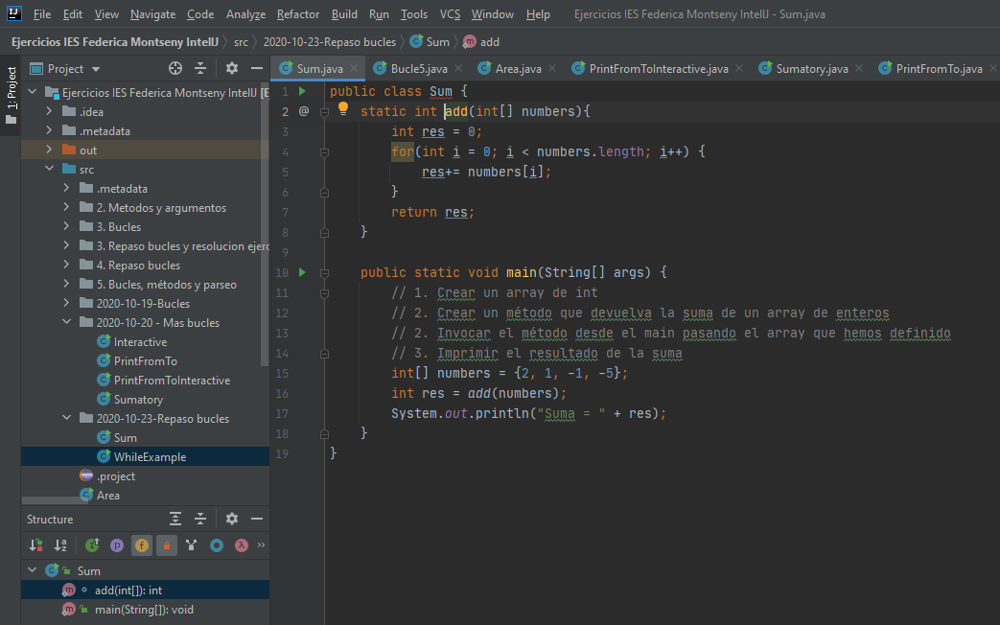 File Edit View Navigate Code Analyze Refactor Build Run Tools VCS Window Help Ejercicios IES Federica Montseny IntellJ - Sum.java
Ejercicios IES Federica Montseny IntellJ src 2020-10-23-Repaso bucles Sum add
1: Project
Project
Sum.java Bucle5.java Area.java PrintFromToInteractive.java Sumatory.java PrintFromTo.java
Ejercicios IES Federica Montseny IntellJ [E
.idea
.metadata
out
src
.metadata
2. Metodos y argumentos
3. Bucles
3. Repaso bucles y resolucion ejerc
4. Repaso bucles
5. Bucles, métodos y parseo
2020-10-19-Bucles
2020-10-20 - Mas bucles
Interactive
PrintFromTo
PrintFromToInteractive
Sumatory
2020-10-23-Repaso bucles
Sum
WhileExample
.project
Area
Structure
Sum
add(int[]): int
main(String[]): void
1 public class Sum {
2 @ static int add(int[] numbers){
3 int res = 0;
4 for(int i = 0; i < numbers.length; i++) {
5 res+= numbers[i];
6 }
7 return res;
8 }
9
10 public static void main(String[] args) {
11 // 1. Crear un array de int
12 // 2. Crear un método que devuelva la suma de un array de enteros
13 // 2. Invocar el método desde el main pasando el array que hemos definido
14 // 3. Imprimir el resultado de la suma
15 int[] numbers = {2, 1, -1, -5};
16 int res = add(numbers);
17 System.out.println("Suma = " + res);
18 }
19 }